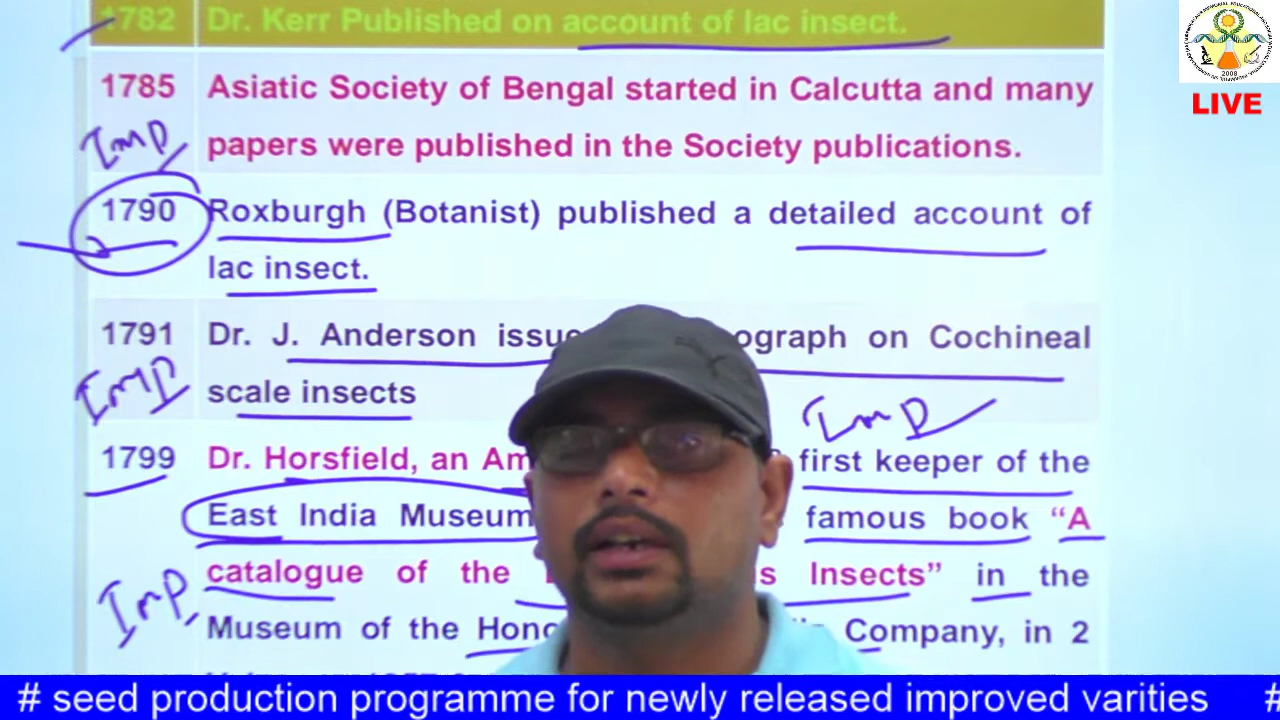 1782 Dr. Kerr Published on account of lac insect.
LIVE
1785 Asiatic Society of Bengal started in Calcutta and many
papers were published in the Society publications.
Imp
1790 Roxburgh (Botanist) published a detailed account of
lac insect.
1791 Dr. J. Anderson issue ograph on Cochineal
scale insects
Imp
Imp
1799 Dr. Horsfield, an Am first keeper of the
East India Museum famous book “A
catalogue of the s Insects” in the
Imp
Museum of the Hono Company, in 2
# seed production programme for newly released improved varities #
2008